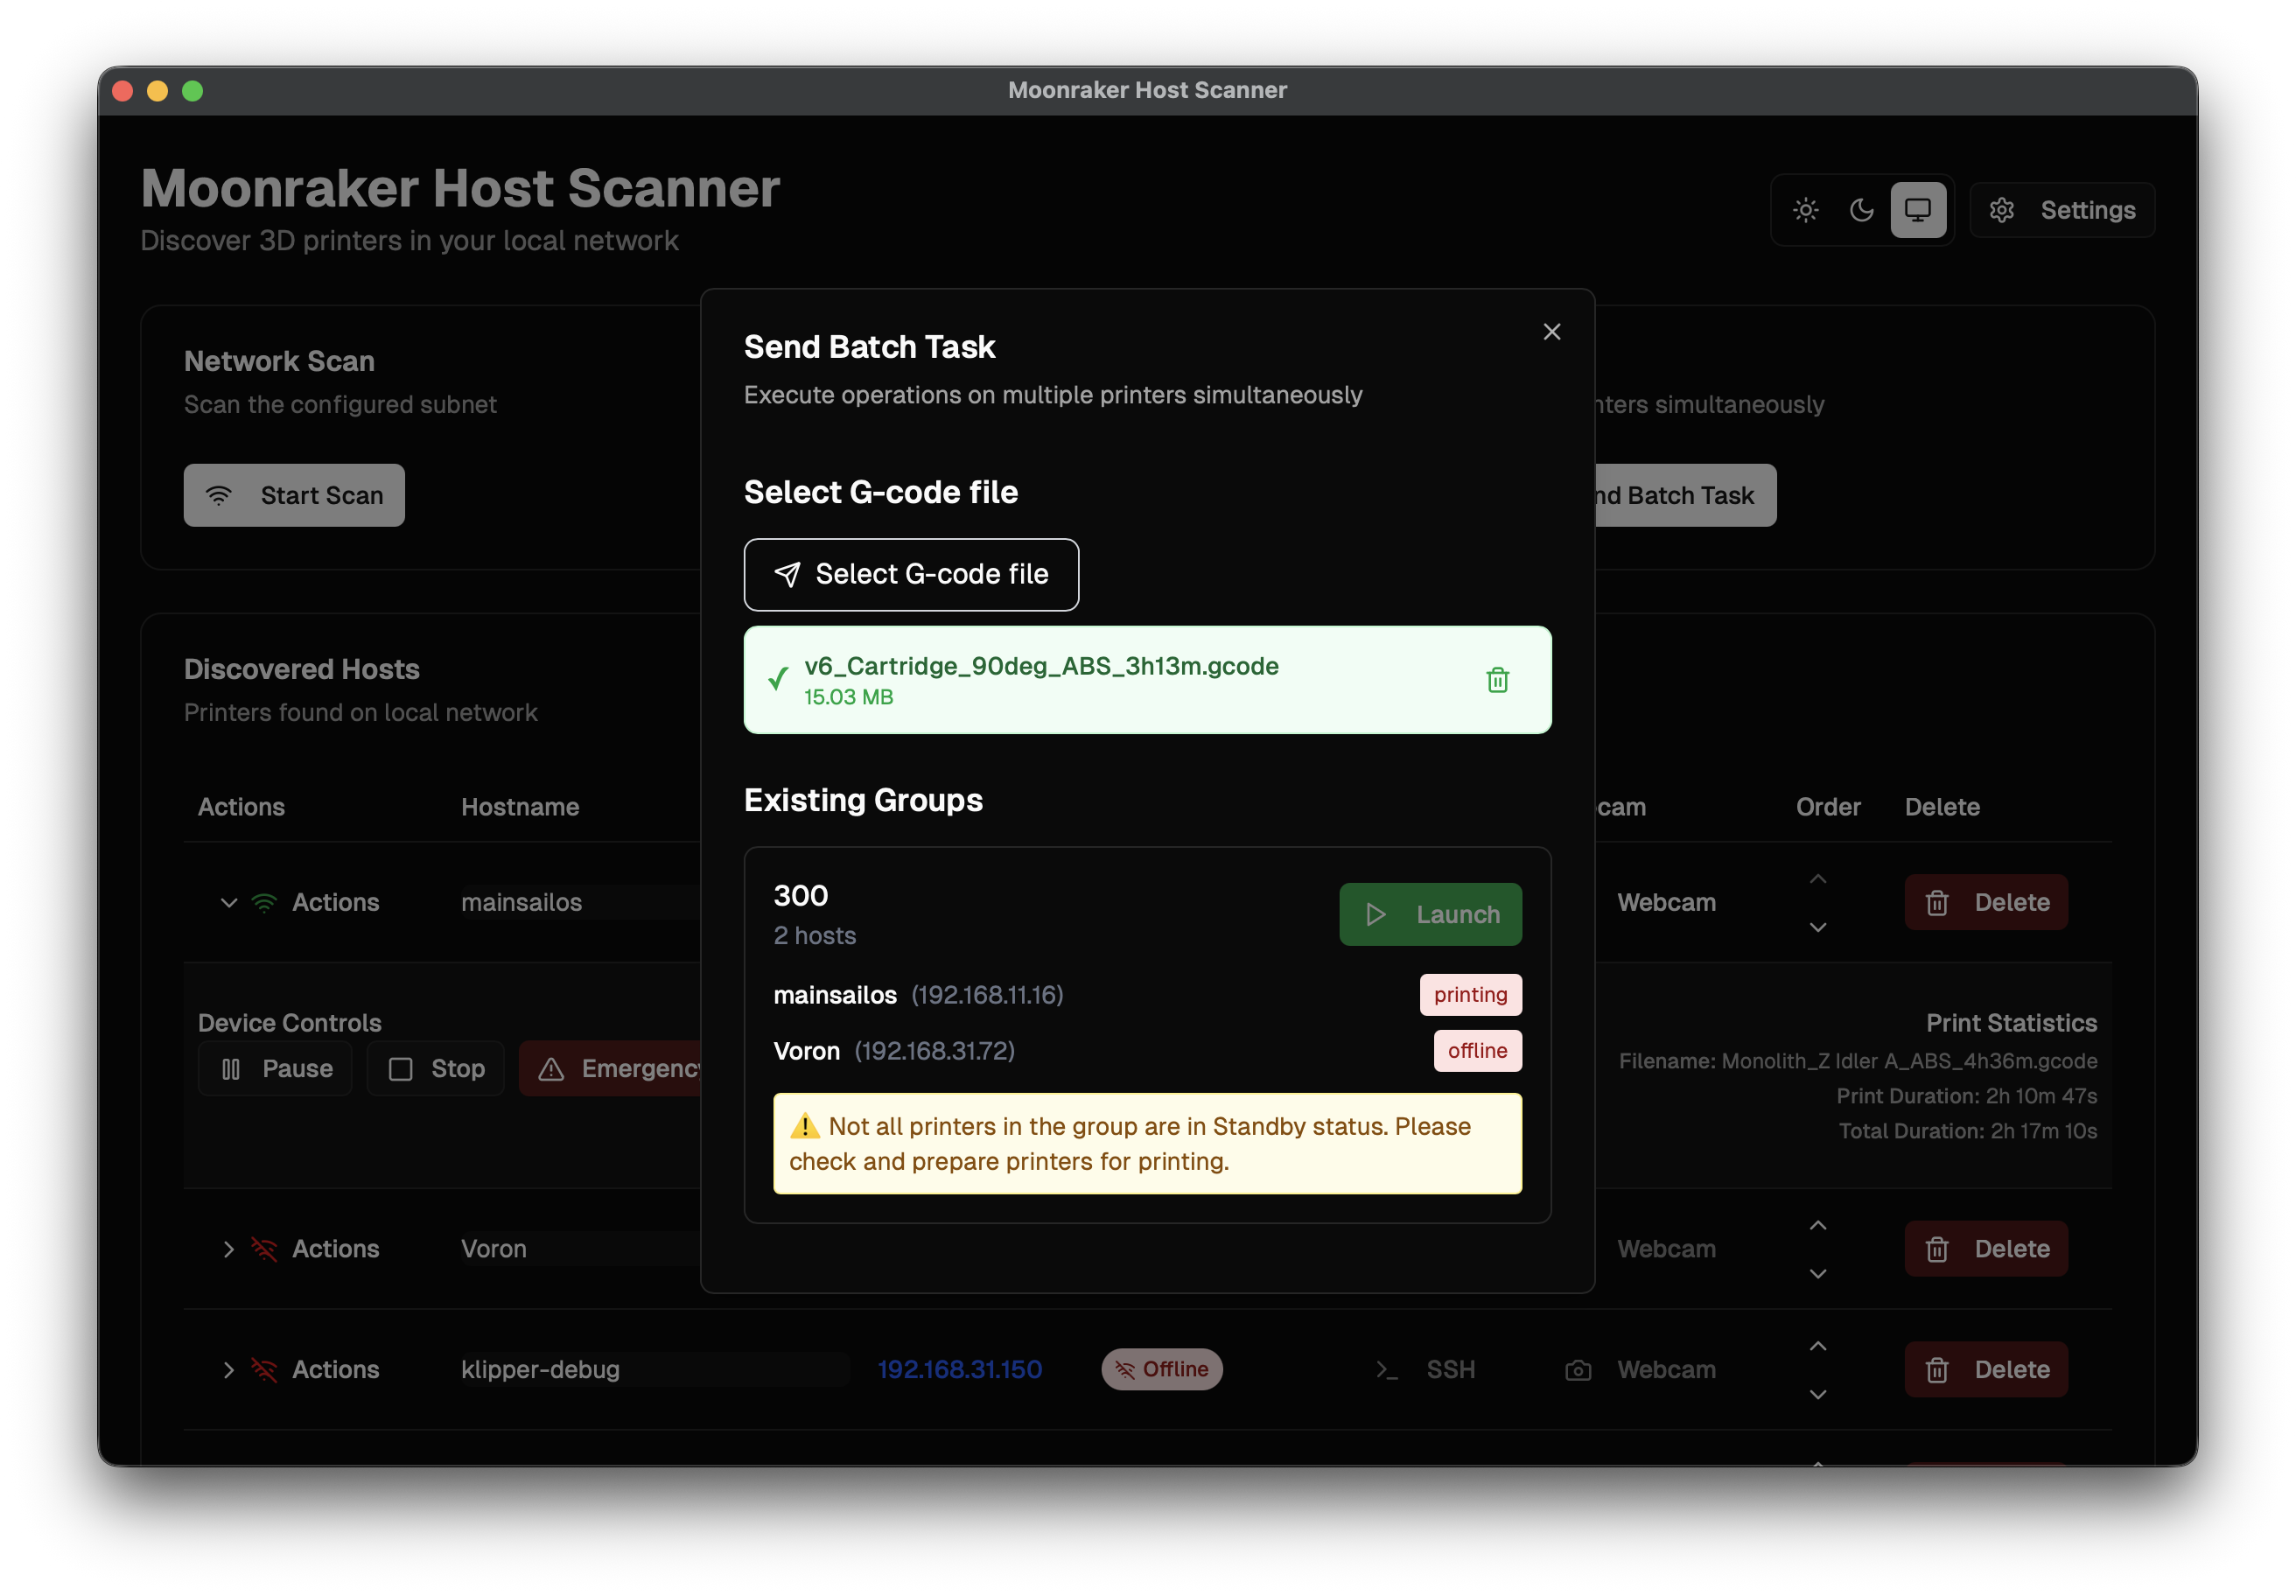 Moonraker Host Scanner
Moonraker Host Scanner
Discover 3D printers in your local network
Settings
Network Scan
Scan the configured subnet
Start Scan
Send Batch Task
Execute operations on multiple printers simultaneously
Select G-code file
Select G-code file
v6_Cartridge_90deg_ABS_3h13m.gcode
15.03 MB
Existing Groups
300
2 hosts
Launch
mainsailos (192.168.11.16) printing
Voron (192.168.31.72) offline
⚠️ Not all printers in the group are in Standby status. Please
check and prepare printers for printing.
nters simultaneously
nd Batch Task
Discovered Hosts
Printers found on local network
Actions Hostname cam Order Delete
Actions mainsailos Webcam Delete
Device Controls
Pause Stop Emergency
Print Statistics
Filename: Monolith_Z Idler A_ABS_4h36m.gcode
Print Duration: 2h 10m 47s
Total Duration: 2h 17m 10s
Actions Voron Webcam Delete
Actions klipper-debug 192.168.31.150 Offline SSH Webcam Delete